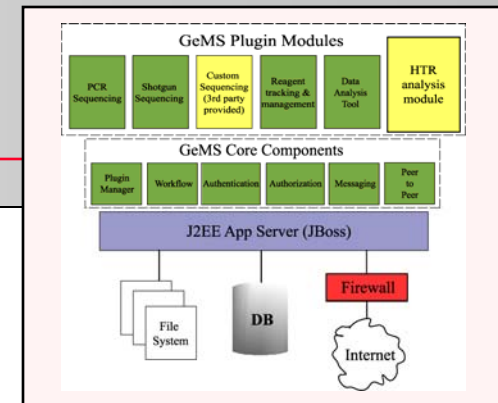 GeMS Plugin Modules
PCR
Sequencing
Shotgun
Sequencing
Custom
Sequencing
(3rd party
provided)
Reagent
tracking &
management
Data
Analysis
Tool
HTR
analysis
module
GeMS Core Components
Plugin
Manager
Workflow
Authentication
Authorization
Messaging
Peer
to
Peer
J2EE App Server (JBoss)
File
System
DB
Firewall
Internet